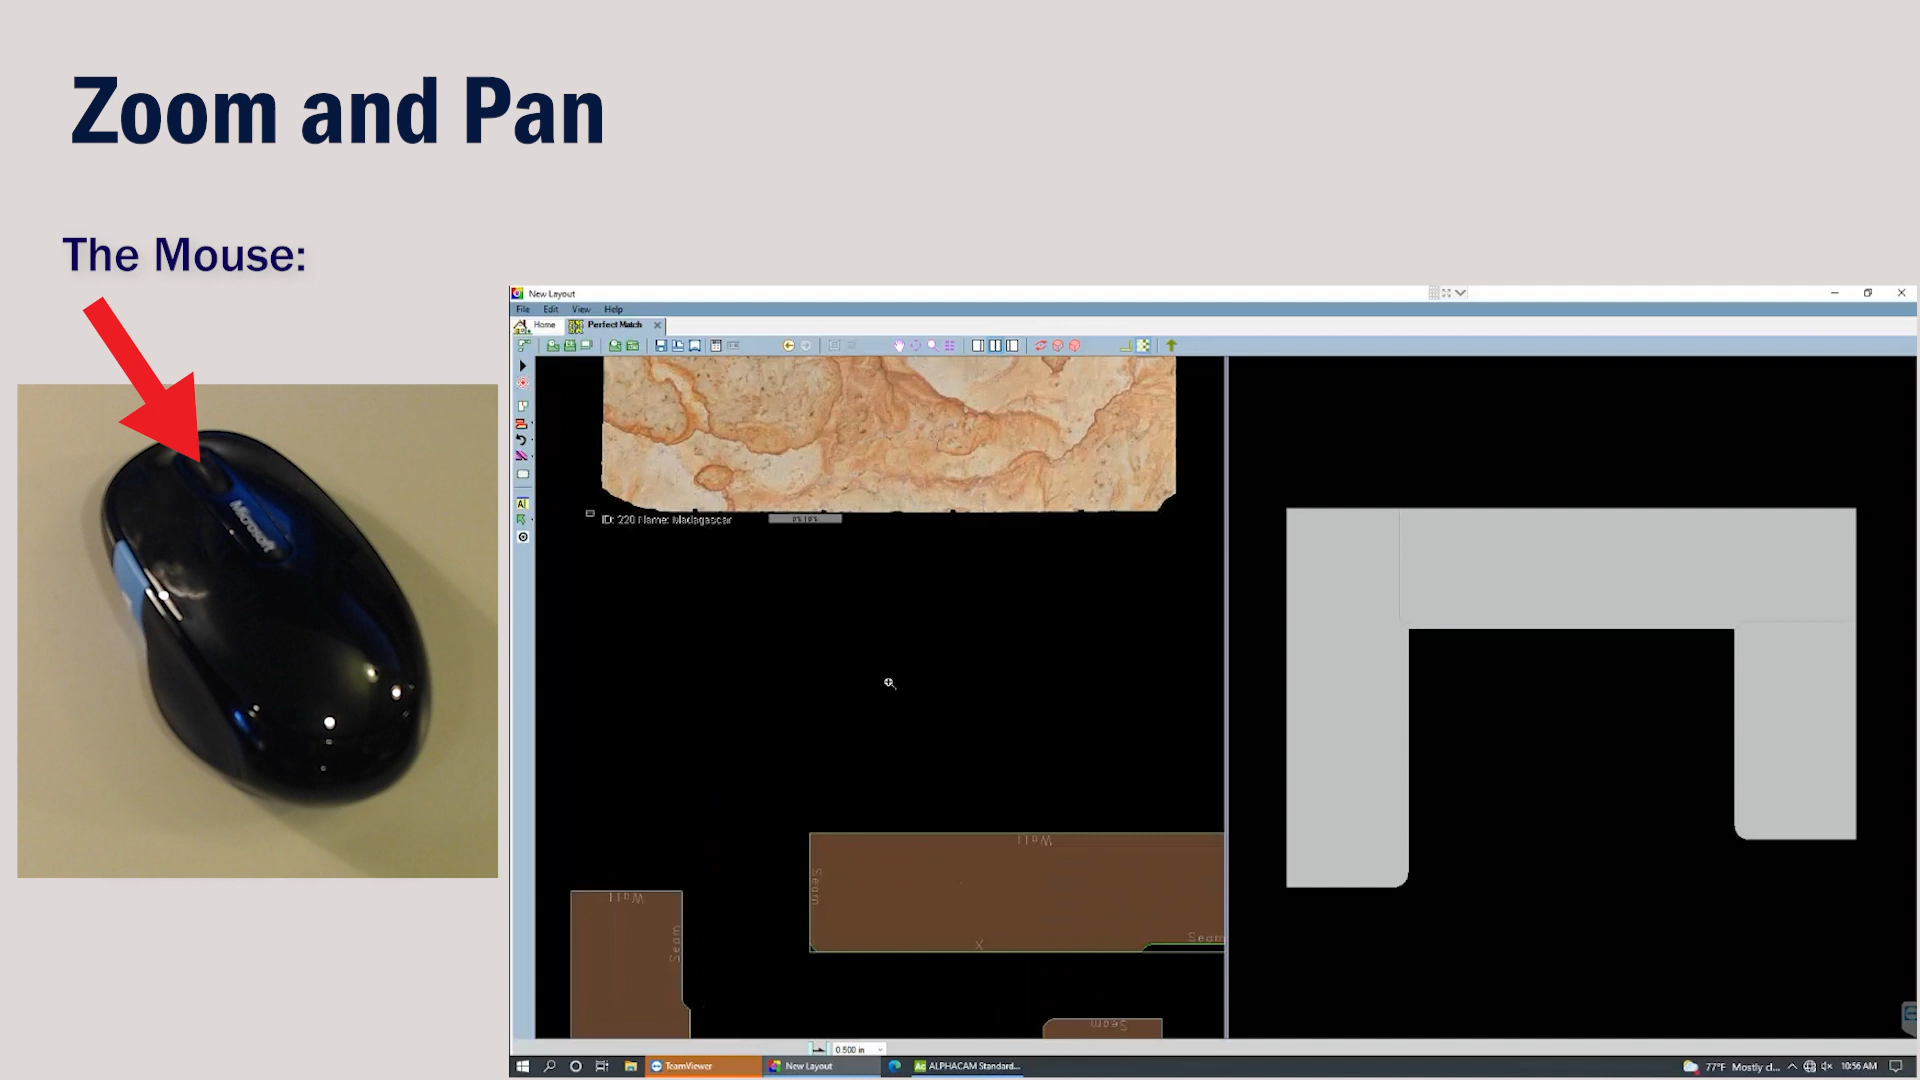 Zoom and Pan
The Mouse:
Microsoft
New Layout
File Edit View Help
Home Perfect Match
AI
ID: 220 Name: Madagascar
Wall
Seam
X
Seam
Wall
Seam
Seam
0.500 in
TeamViewer
New Layout
ALPHACAM Standard...
77°F Mostly cl...
10:56 AM